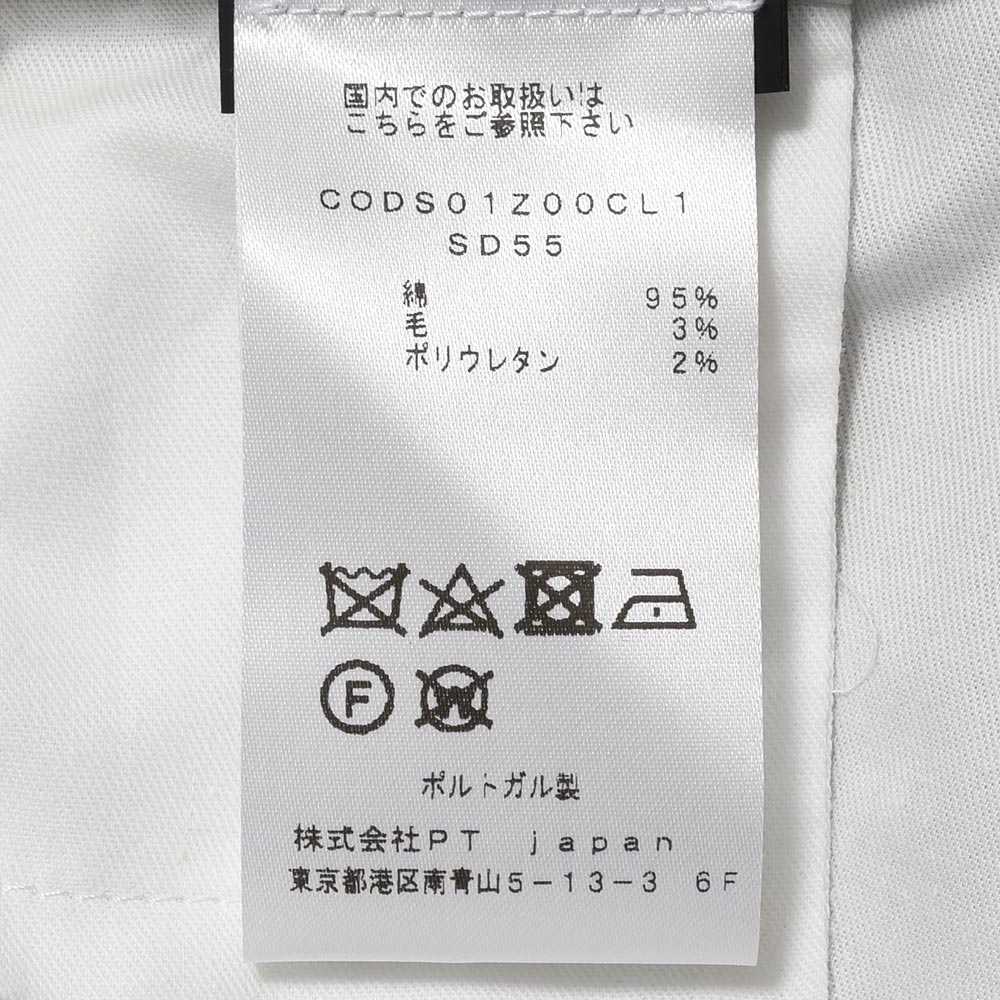 国内でのお取扱いは
こちらをご参照下さい
CODS01Z00CL1
SD55
綿 95%
毛 3%
ポリウレタン 2%
F
W
ポルトガル製
株式会社PT japan
東京都港区南青山5-13-3 6F